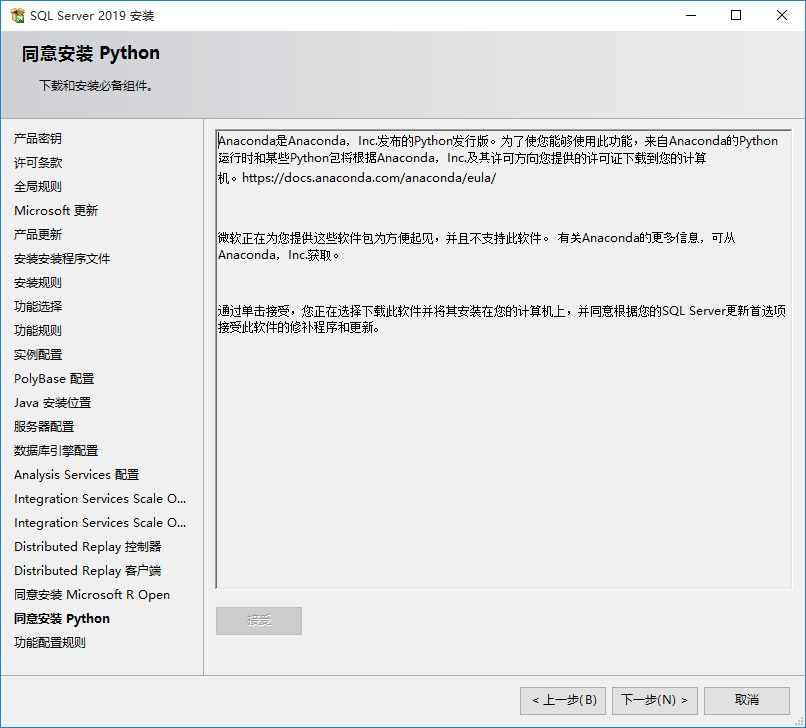 SQL Server 2019 安装
同意安装 Python
下载和安装必备组件。
产品密钥
许可条款
全局规则
Microsoft 更新
产品更新
安装安装程序文件
安装规则
功能选择
功能规则
实例配置
PolyBase 配置
Java 安装位置
服务器配置
数据库引擎配置
Analysis Services 配置
Integration Services Scale O...
Integration Services Scale O...
Distributed Replay 控制器
Distributed Replay 客户端
同意安装 Microsoft R Open
同意安装 Python
功能配置规则
Anaconda是Anaconda，Inc.发布的Python发行版。为了使您能够使用此功能，来自Anaconda的Python
运行时和某些Python包将根据Anaconda，Inc.及其许可方向您提供的许可证下载到您的计算
机。https://docs.anaconda.com/anaconda/eula/
微软正在为您提供这些软件包为方便起见，并且不支持此软件。 有关Anaconda的更多信息，可从
Anaconda，Inc.获取。
通过单击接受，您正在选择下载此软件并将其安装在您的计算机上，并同意根据您的SQL Server更新首选项
接受此软件的修补程序和更新。
接受
< 上一步(B)
下一步(N) >
取消